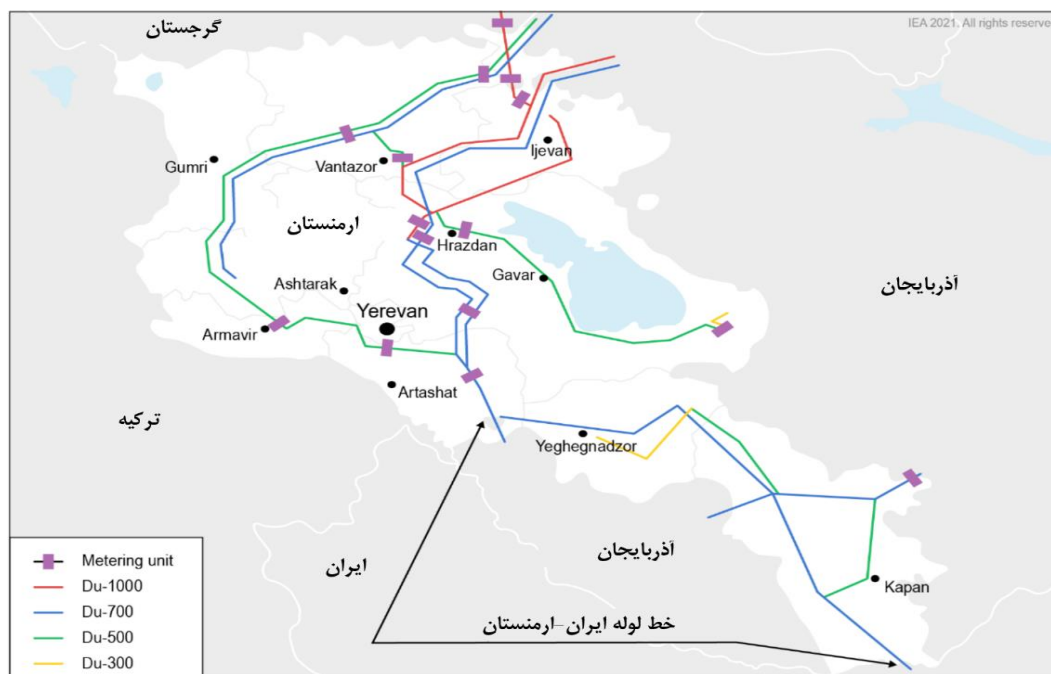 گرجستان
IEA 2021. All rights reserve
Gumri
Vantazor
Ijevan
ارمنستان
Hrazdan
Gavar
آذربایجان
Ashtarak
Yerevan
Armavir
Artashat
ترکیه
Yeghegnadzor
آذربایجان
ایران
Kapan
خط لوله ایران-ارمنستان
Metering unit
Du-1000
Du-700
Du-500
Du-300